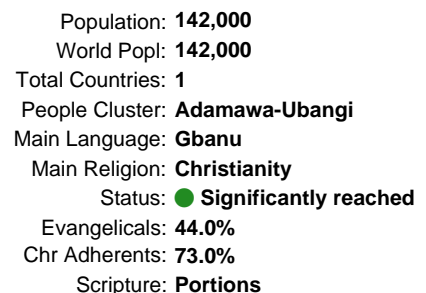 Population: 142,000
World Popl: 142,000
Total Countries: 1
People Cluster: Adamawa-Ubangi
Main Language: Gbanu
Main Religion: Christianity
Status: Significantly reached
Evangelicals: 44.0%
Chr Adherents: 73.0%
Scripture: Portions